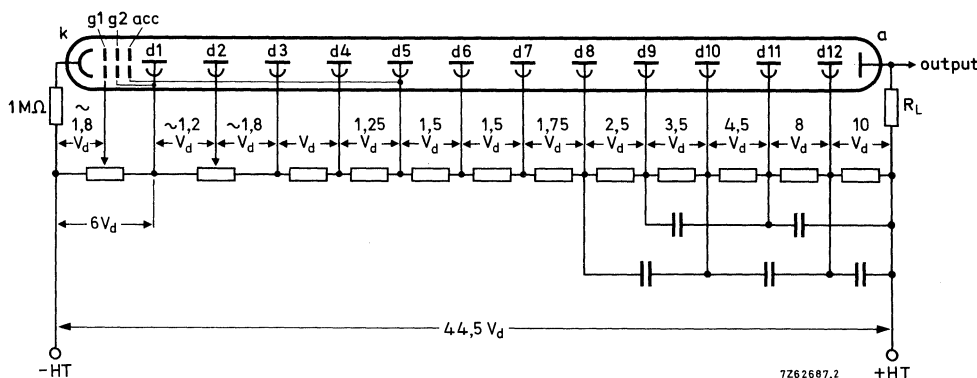 g1 g2 acc
k
d1 d2 d3 d4 d5 d6 d7 d8 d9 d10 d11 d12
a
output
1MΩ
R_L
~1,8 V_d
~1,2 V_d
~1,8 V_d
V_d
1,25 V_d
1,5 V_d
1,5 V_d
1,75 V_d
2,5 V_d
3,5 V_d
4,5 V_d
8 V_d
10 V_d
6V_d
44,5 V_d
-HT
7Z62687.2
+HT